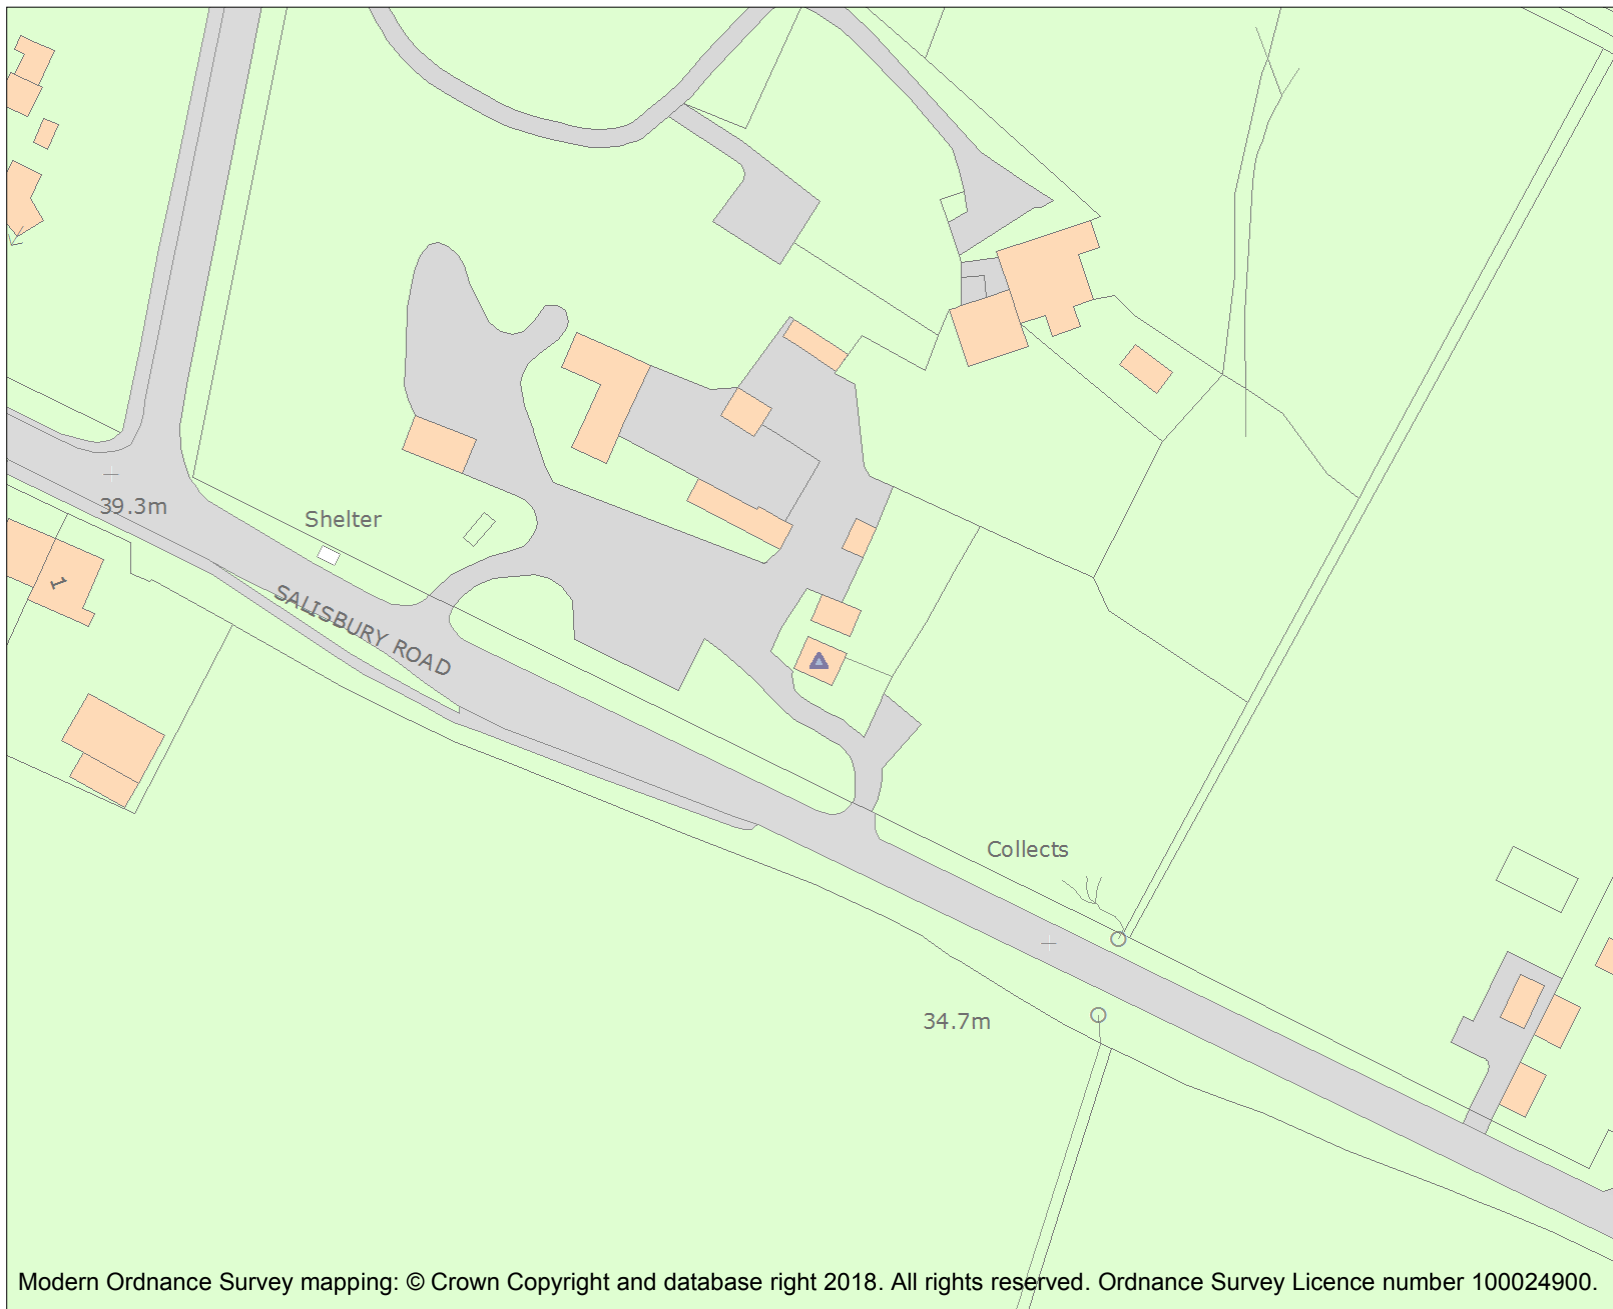 39.3m
Shelter
1
SALISBURY ROAD
Collects
34.7m
Modern Ordnance Survey mapping: © Crown Copyright and database right 2018. All rights reserved. Ordnance Survey Licence number 100024900.